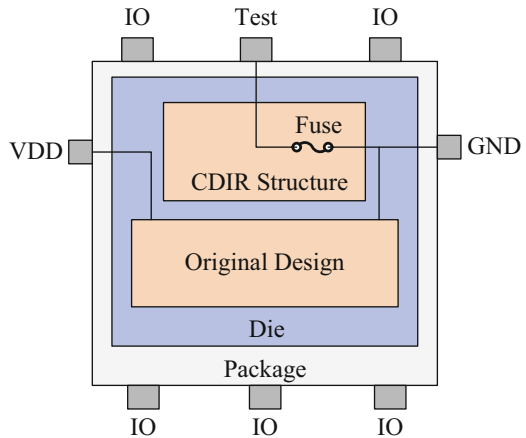 IO Test IO
Fuse
VDD GND
CDIR Structure
Original Design
Die
Package
IO IO IO